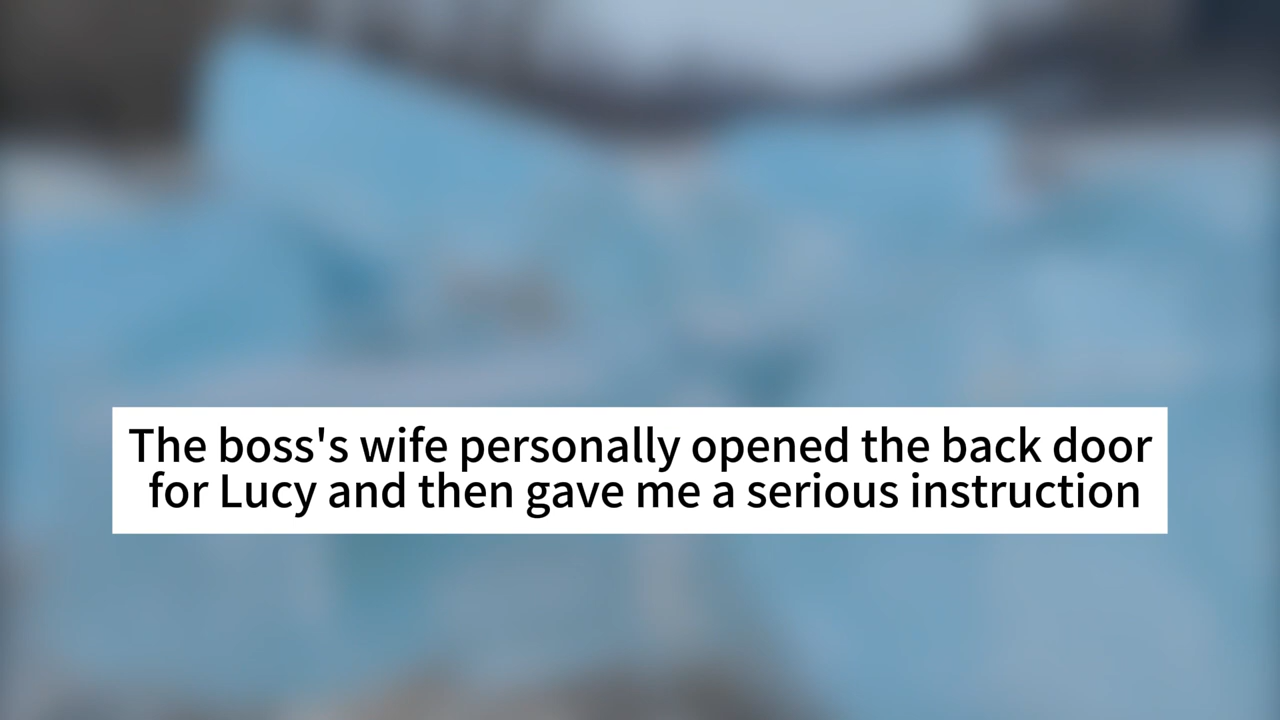 The boss's wife personally opened the back door
for Lucy and then gave me a serious instruction